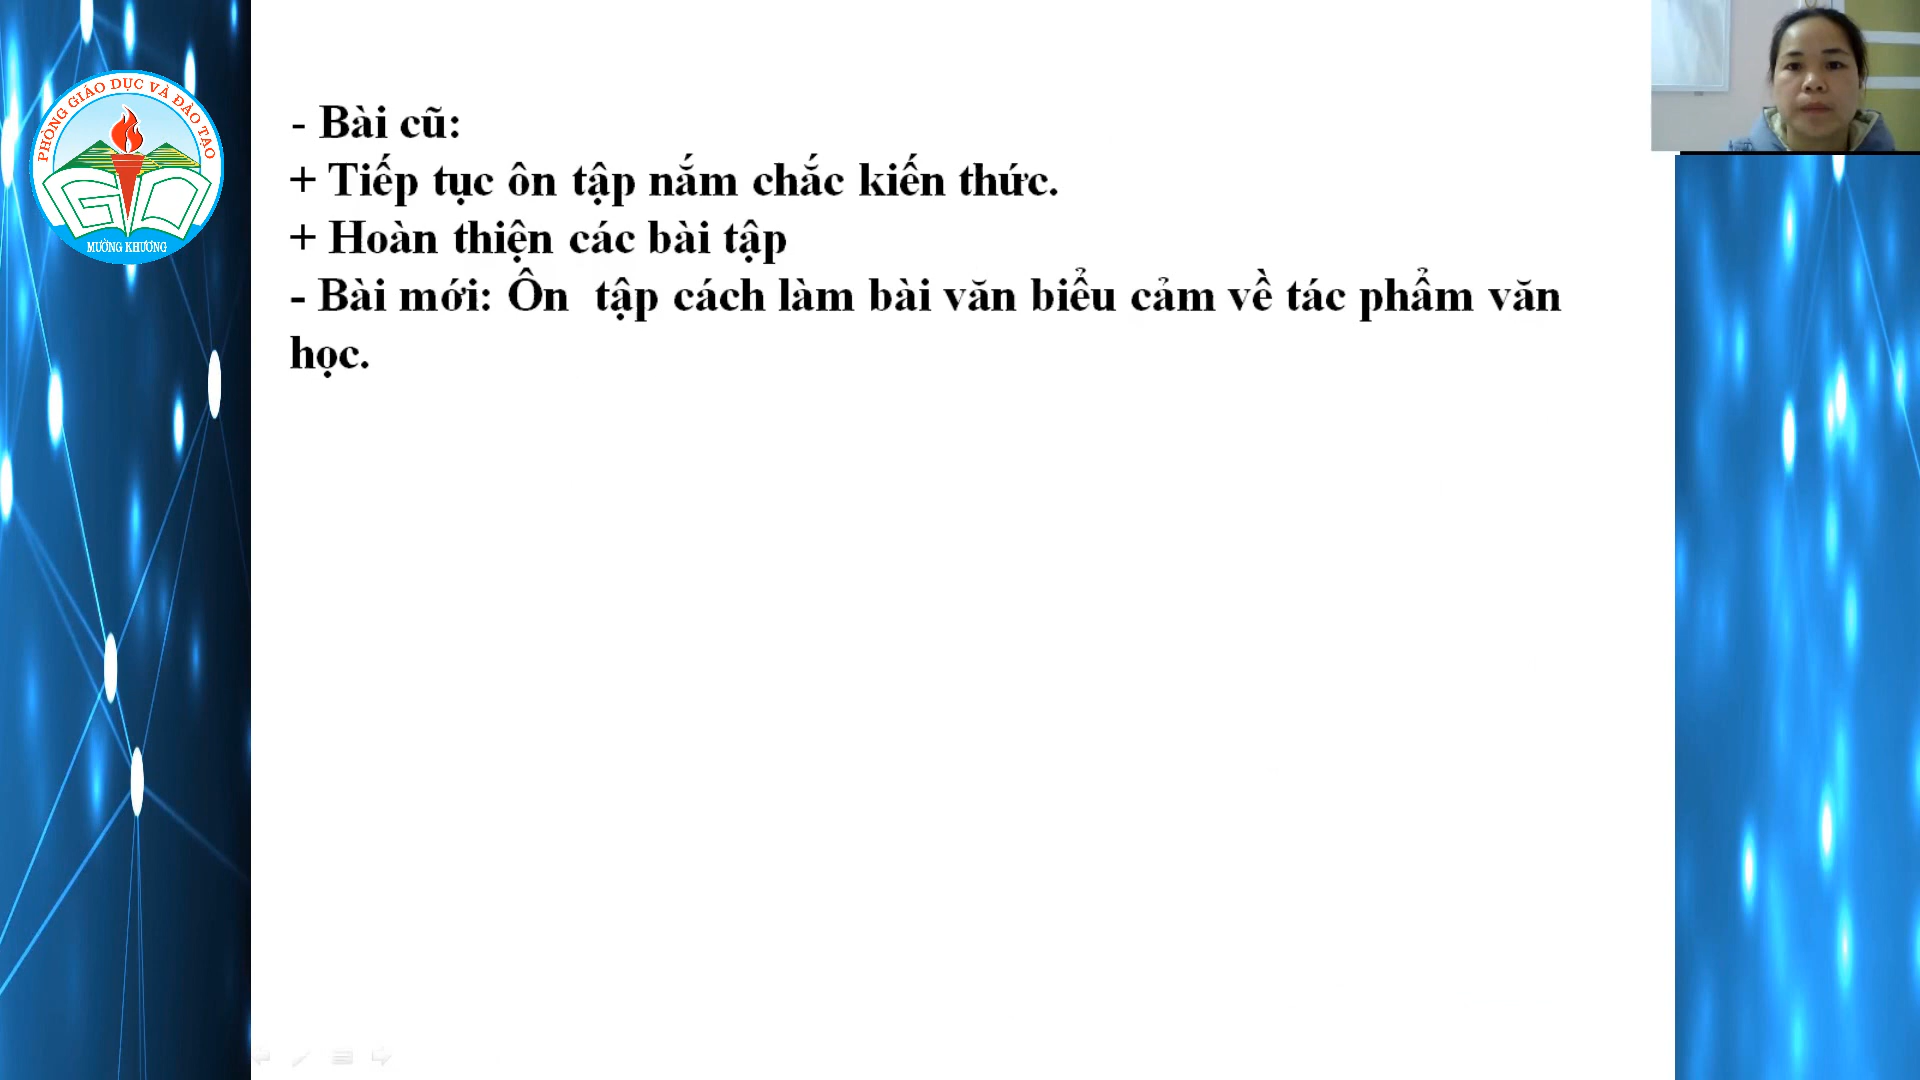 PHÒNG GIÁO DỤC VÀ ĐÀO TẠO
MƯỜNG KHƯƠNG
- Bài cũ:
+ Tiếp tục ôn tập nắm chắc kiến thức.
+ Hoàn thiện các bài tập
- Bài mới: Ôn  tập cách làm bài văn biểu cảm về tác phẩm văn
học.